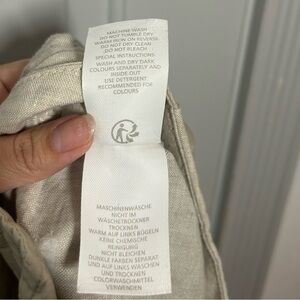 MACHINE WASH
DO NOT TUMBLE DRY
WARM IRON ON REVERSE
DO NOT DRY CLEAN
DO NOT BLEACH
SPECIAL INSTRUCTIONS:
WASH AND DRY DARK
COLOURS SEPARATELY AND
INSIDE OUT
USE DETERGENT
RECOMMENDED FOR
COLOURS
MASCHINENWÄSCHE
NICHT IM
WÄSCHETROCKNER
TROCKNEN
WARM AUF LINKS BÜGELN
KEINE CHEMISCHE
REINIGUNG
NICHT BLEICHEN
DUNKLE FARBEN SEPARAT
UND AUF LINKS WASCHEN
UND TROCKNEN
COLORWASCHMITTEL
VERWENDEN